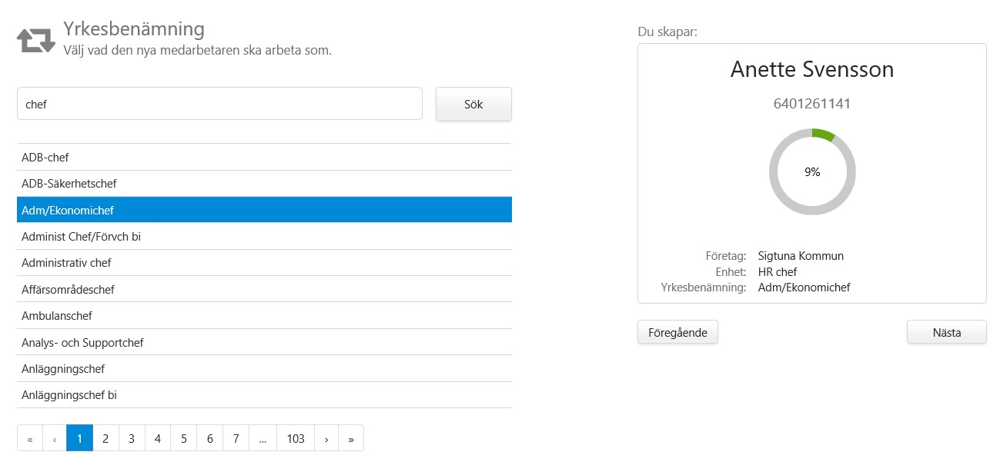 Yrkesbenämning
Välj vad den nya medarbetaren ska arbeta som.
chef
Sök
ADB-chef
ADB-Säkerhetschef
Adm/Ekonomichef
Administ Chef/Förvch bi
Administrativ chef
Affärsområdeschef
Ambulanschef
Analys- och Supportchef
Anläggningschef
Anläggningschef bi
« ‹ 1 2 3 4 5 6 7 ... 103 › »
Du skapar:
Anette Svensson
6401261141
9%
Företag: Sigtuna Kommun
Enhet: HR chef
Yrkesbenämning: Adm/Ekonomichef
Föregående
Nästa